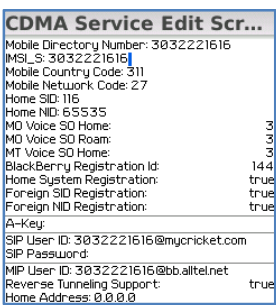 CDMA Service Edit Scr...
Mobile Directory Number: 3032221616
IMSI_S: 3032221616
Mobile Country Code: 311
Mobile Network Code: 27
Home SID: 116
Home NID: 65535
MO Voice SO Home: 3
MO Voice SO Roam: 3
MT Voice SO Home: 3
BlackBerry Registration Id: 144
Home System Registration: true
Foreign SID Registration: true
Foreign NID Registration: true
A-Key:
SIP User ID: 3032221616@mycricket.com
SIP Password:
MIP User ID: 3032221616@bb.alltel.net
Reverse Tunneling Support: true
Home Address: 0.0.0.0